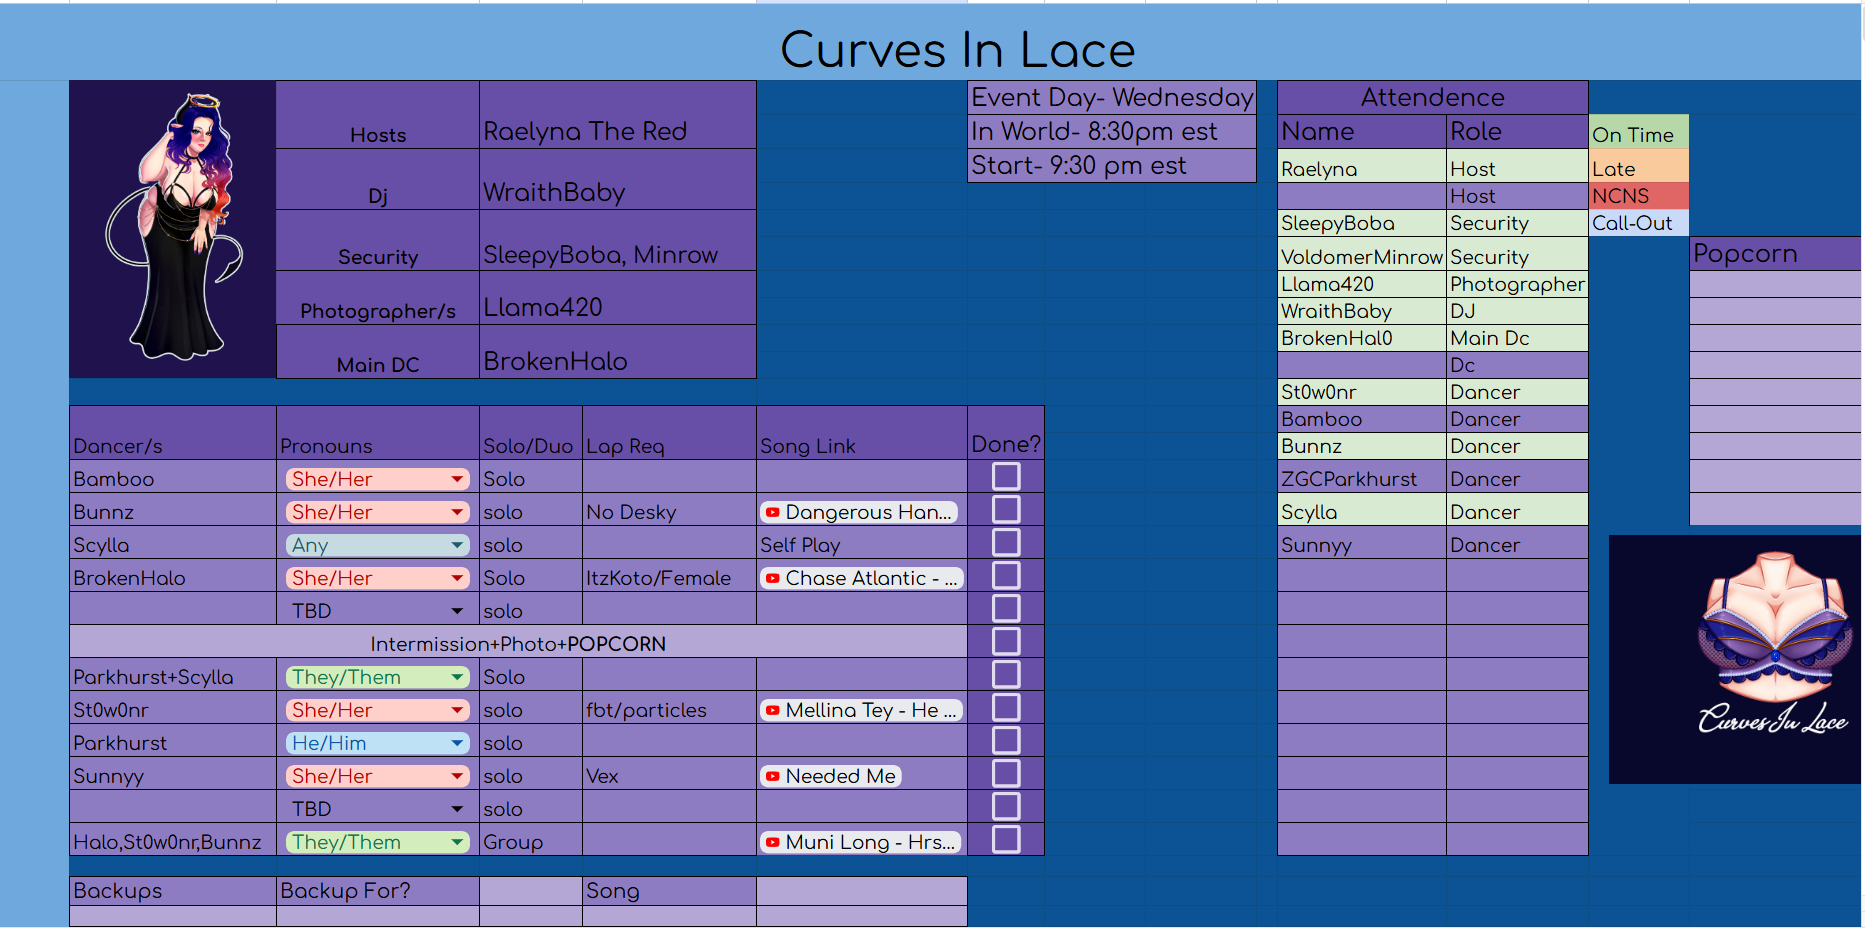 Curves In Lace
Hosts Raelyna The Red
Dj WraithBaby
Security SleepyBoba, Minrow
Photographer/s Llama420
Main DC BrokenHalo
Event Day- Wednesday
In World- 8:30pm est
Start- 9:30 pm est
Attendence
Name Role
Raelyna Host
Host
SleepyBoba Security
VoldomerMinrow Security
Llama420 Photographer
WraithBaby DJ
BrokenHal0 Main Dc
Dc
St0w0nr Dancer
Bamboo Dancer
Bunnz Dancer
ZGCParkhurst Dancer
Scylla Dancer
Sunnyy Dancer
On Time
Late
NCNS
Call-Out
Popcorn
Dancer/s Pronouns Solo/Duo Lap Req Song Link Done?
Bamboo She/Her Solo
Bunnz She/Her solo No Desky Dangerous Han...
Scylla Any solo Self Play
BrokenHalo She/Her Solo ItzKoto/Female Chase Atlantic - ...
TBD solo
Intermission+Photo+POPCORN
Parkhurst+Scylla They/Them Solo
St0w0nr She/Her solo fbt/particles Mellina Tey - He ...
Parkhurst He/Him solo
Sunnyy She/Her solo Vex Needed Me
TBD solo
Halo,St0w0nr,Bunnz They/Them Group Muni Long - Hrs...
Backups Backup For? Song
Curves In Lace